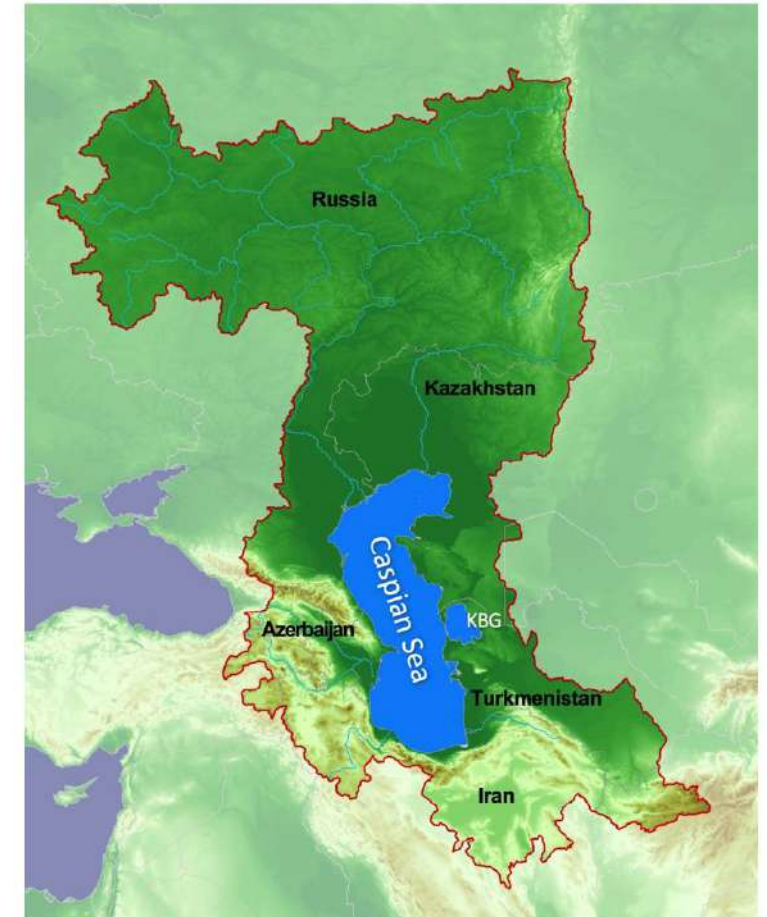 Russia
Kazakhstan
Caspian Sea
KBG
Azerbaijan
Turkmenistan
Iran